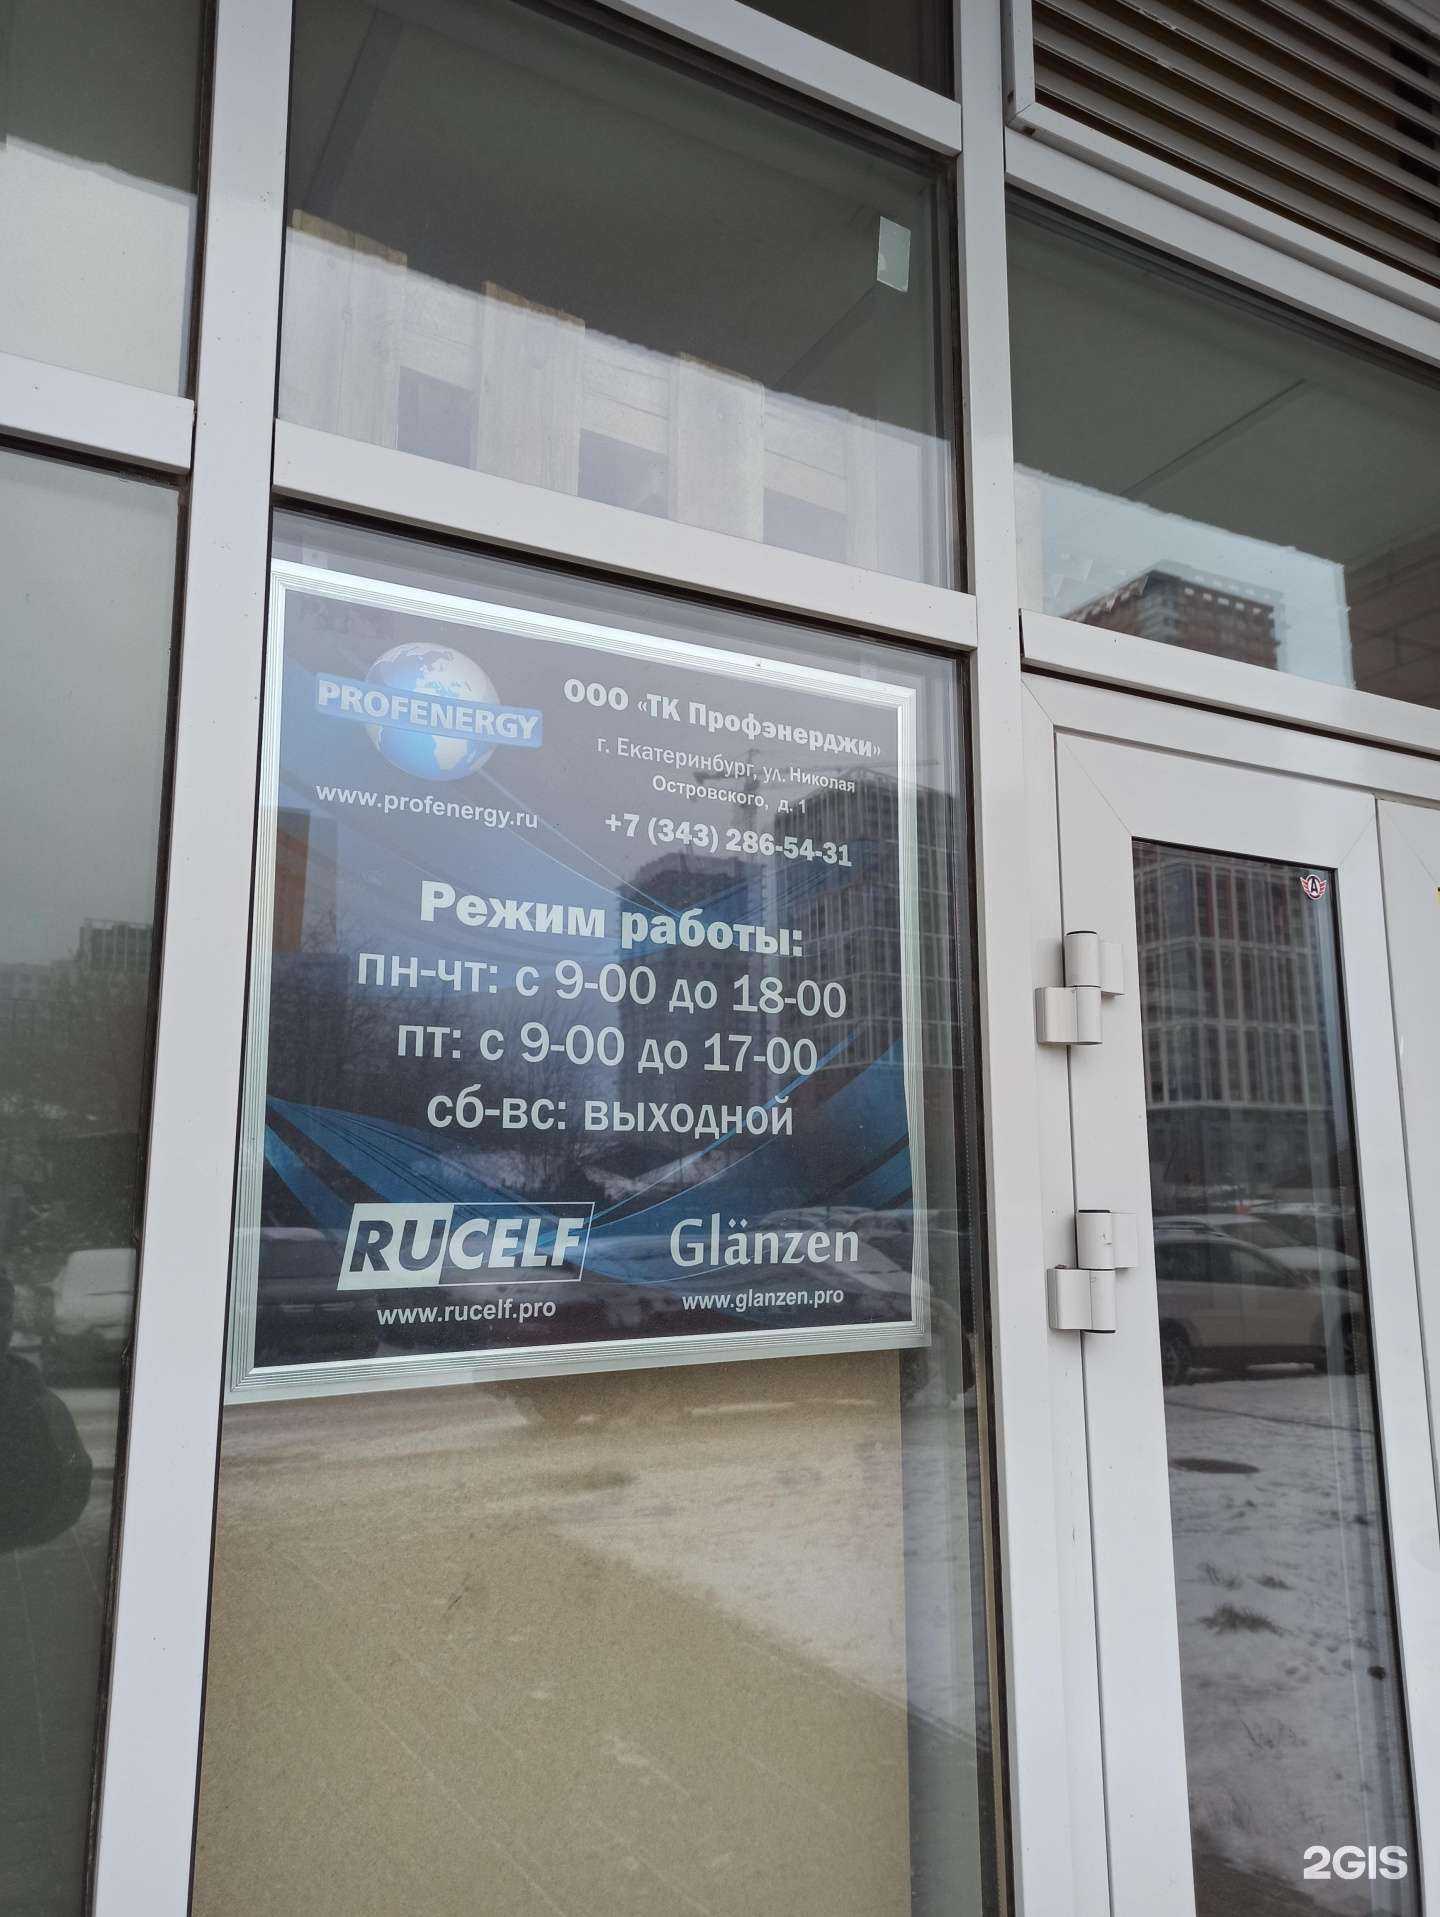 PROFENERGY
www.profenergy.ru
ООО «ТК Профэнерджи»
г. Екатеринбург, ул. Николая
Островского, д. 1
+7 (343) 286-54-31
Режим работы:
пн-чт: с 9-00 до 18-00
пт: с 9-00 до 17-00
сб-вс: выходной
RUCELF
www.rucelf.pro
Glänzen
www.glanzen.pro
A
2GIS